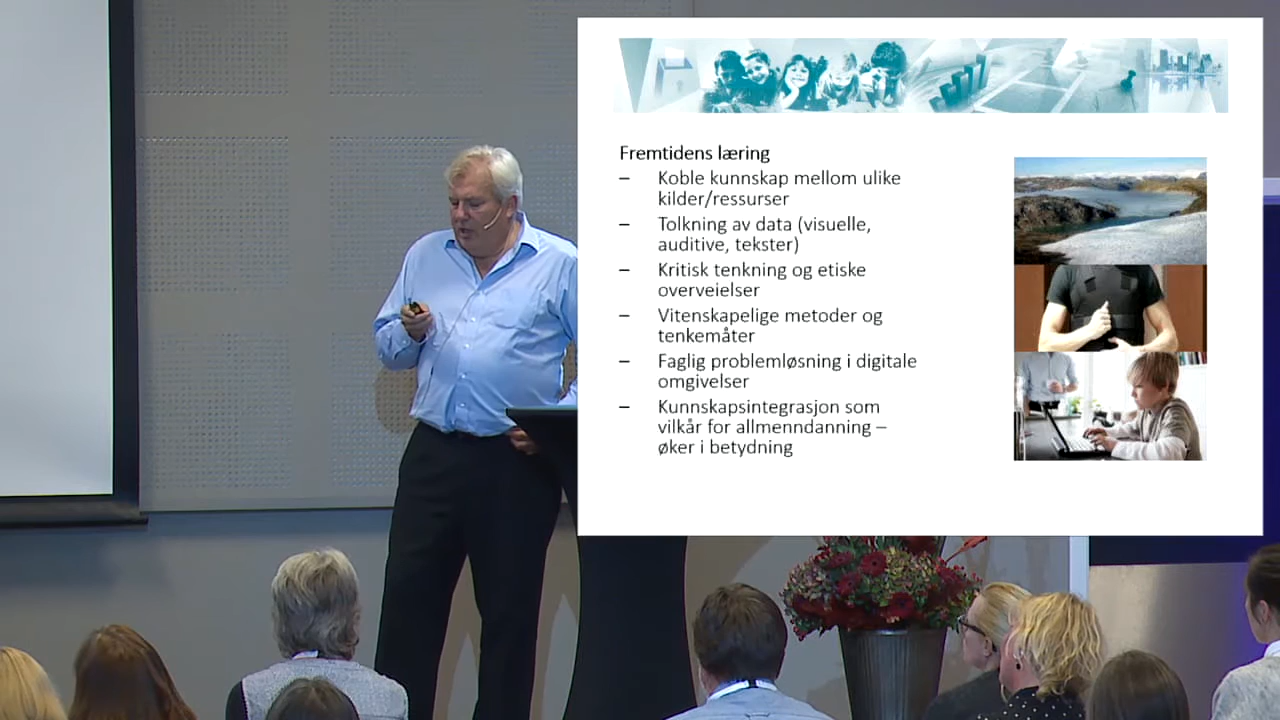 Fremtidens læring
– Koble kunnskap mellom ulike
kilder/ressurser
– Tolkning av data (visuelle,
auditive, tekster)
– Kritisk tenkning og etiske
overveielser
– Vitenskapelige metoder og
tenkemåter
– Faglig problemløsning i digitale
omgivelser
– Kunnskapsintegrasjon som
vilkår for allmenndanning –
øker i betydning